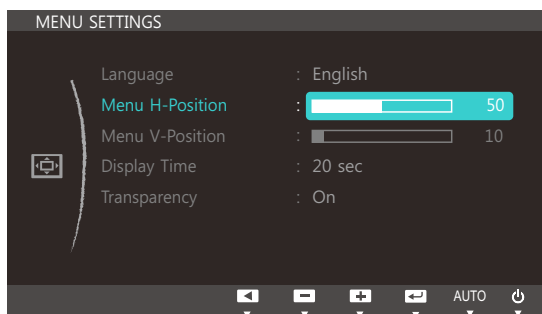 MENU SETTINGS
Language : English
Menu H-Position : 50
Menu V-Position : 10
Display Time : 20 sec
Transparency : On
AUTO